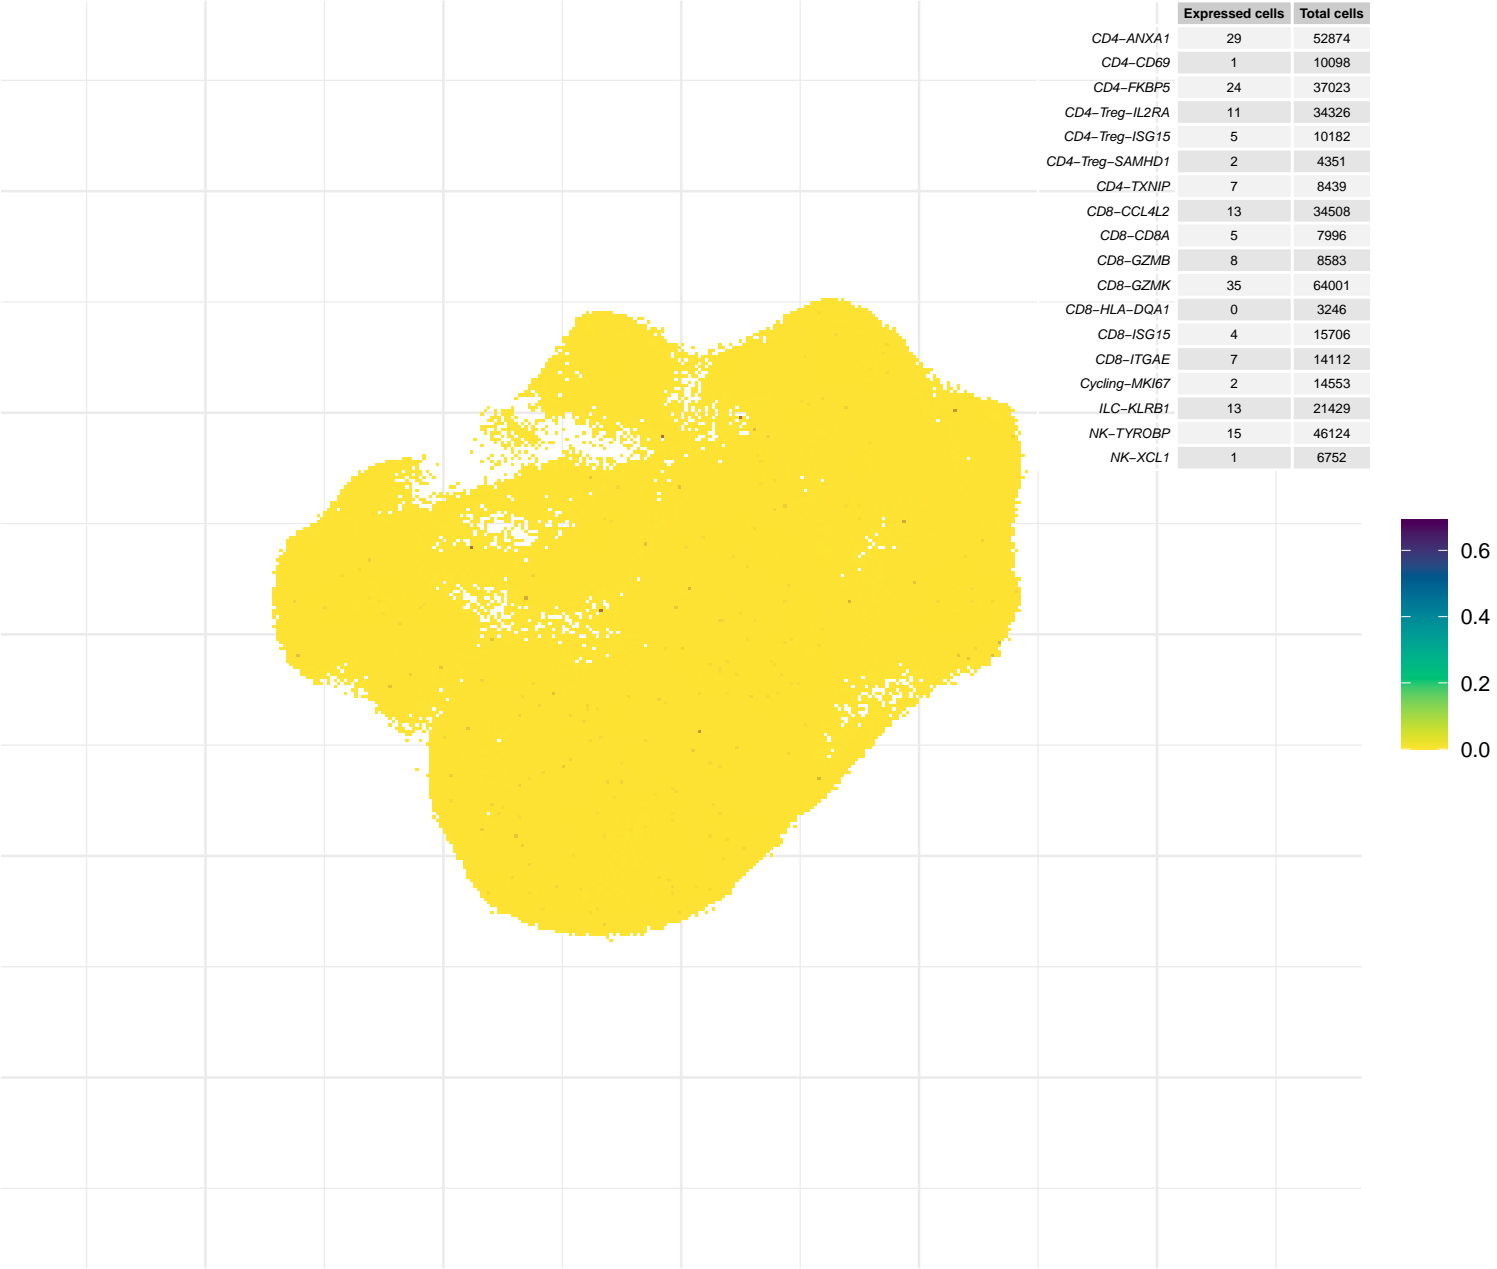 Expressed cells Total cells
CD4−ANXA1 29 52874
CD4−CD69 1 10098
CD4−FKBP5 24 37023
CD4−Treg−IL2RA 11 34326
CD4−Treg−ISG15 5 10182
CD4−Treg−SAMHD1 2 4351
CD4−TXNIP 7 8439
CD8−CCL4L2 13 34508
CD8−CD8A 5 7996
CD8−GZMB 8 8583
CD8−GZMK 35 64001
CD8−HLA−DQA1 0 3246
CD8−ISG15 4 15706
CD8−ITGAE 7 14112
Cycling−MKI67 2 14553
ILC−KLRB1 13 21429
NK−TYROBP 15 46124
NK−XCL1 1 6752
0.6
0.4
0.2
0.0